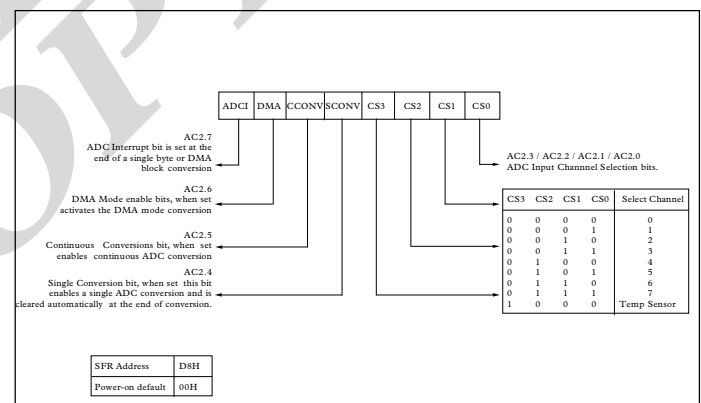 ADCI DMA CCONV SCONV CS3 CS2 CS1 CS0
AC2.7
ADC Interrupt bit is set at the
end of a single byte or DMA
block conversion
AC2.6
DMA Mode enable bits, when set
activates the DMA mode conversion
AC2.5
Continuous Conversions bit, when set
enables continuous ADC conversion
AC2.4
Single Conversion bit, when set this bit
enables a single ADC conversion and is
cleared automatically at the end of conversion.
AC2.3 / AC2.2 / AC2.1 / AC2.0
ADC Input Channnel Selection bits.
CS3 CS2 CS1 CS0 Select Channel
0 0 0 0 0
0 0 0 1 1
0 0 1 0 2
0 0 1 1 3
0 1 0 0 4
0 1 0 1 5
0 1 1 0 6
0 1 1 1 7
1 0 0 0 Temp Sensor
SFR Address D8H
Power-on default 00H